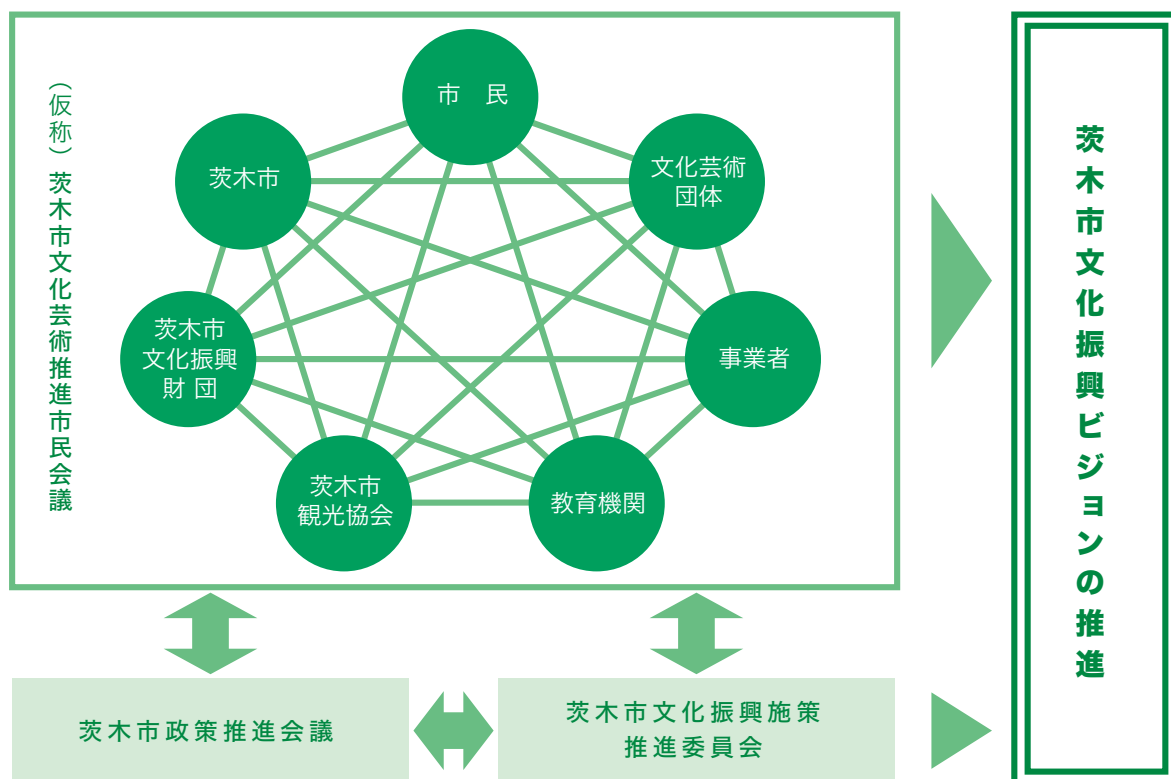 (仮称)茨木市文化芸術推進市民会議
市 民
茨木市
文化芸術
団体
茨木市
文化振興
財 団
事業者
茨木市
観光協会
教育機関
茨木市政策推進会議
茨木市文化振興施策
推進委員会
茨木市文化振興ビジョンの推進